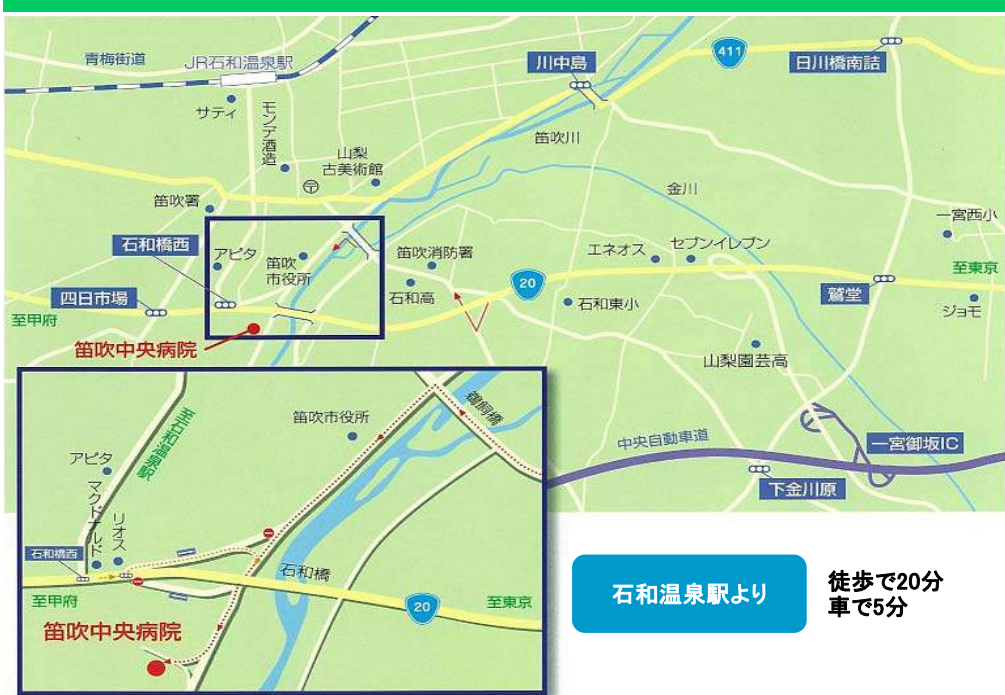 青梅街道
JR石和温泉駅
川中島
411
日川橋南詰
サティ
モンデ酒造
笛吹川
山梨
古美術館
〒
金川
笛吹署
一宮西小
石和橋西
アピタ
笛吹
市役所
笛吹消防署
エネオス
セブンイレブン
至東京
四日市場
石和高
20
石和東小
鵞堂
ジョモ
至甲府
笛吹中央病院
山梨園芸高
中央自動車道
一宮御坂IC
下金川原
至石和温泉駅
笛吹市役所
鵜飼橋
アピタ
マクドナルド
リオス
石和橋西
石和橋
至甲府
20
至東京
笛吹中央病院
石和温泉駅より
徒歩で20分
車で5分